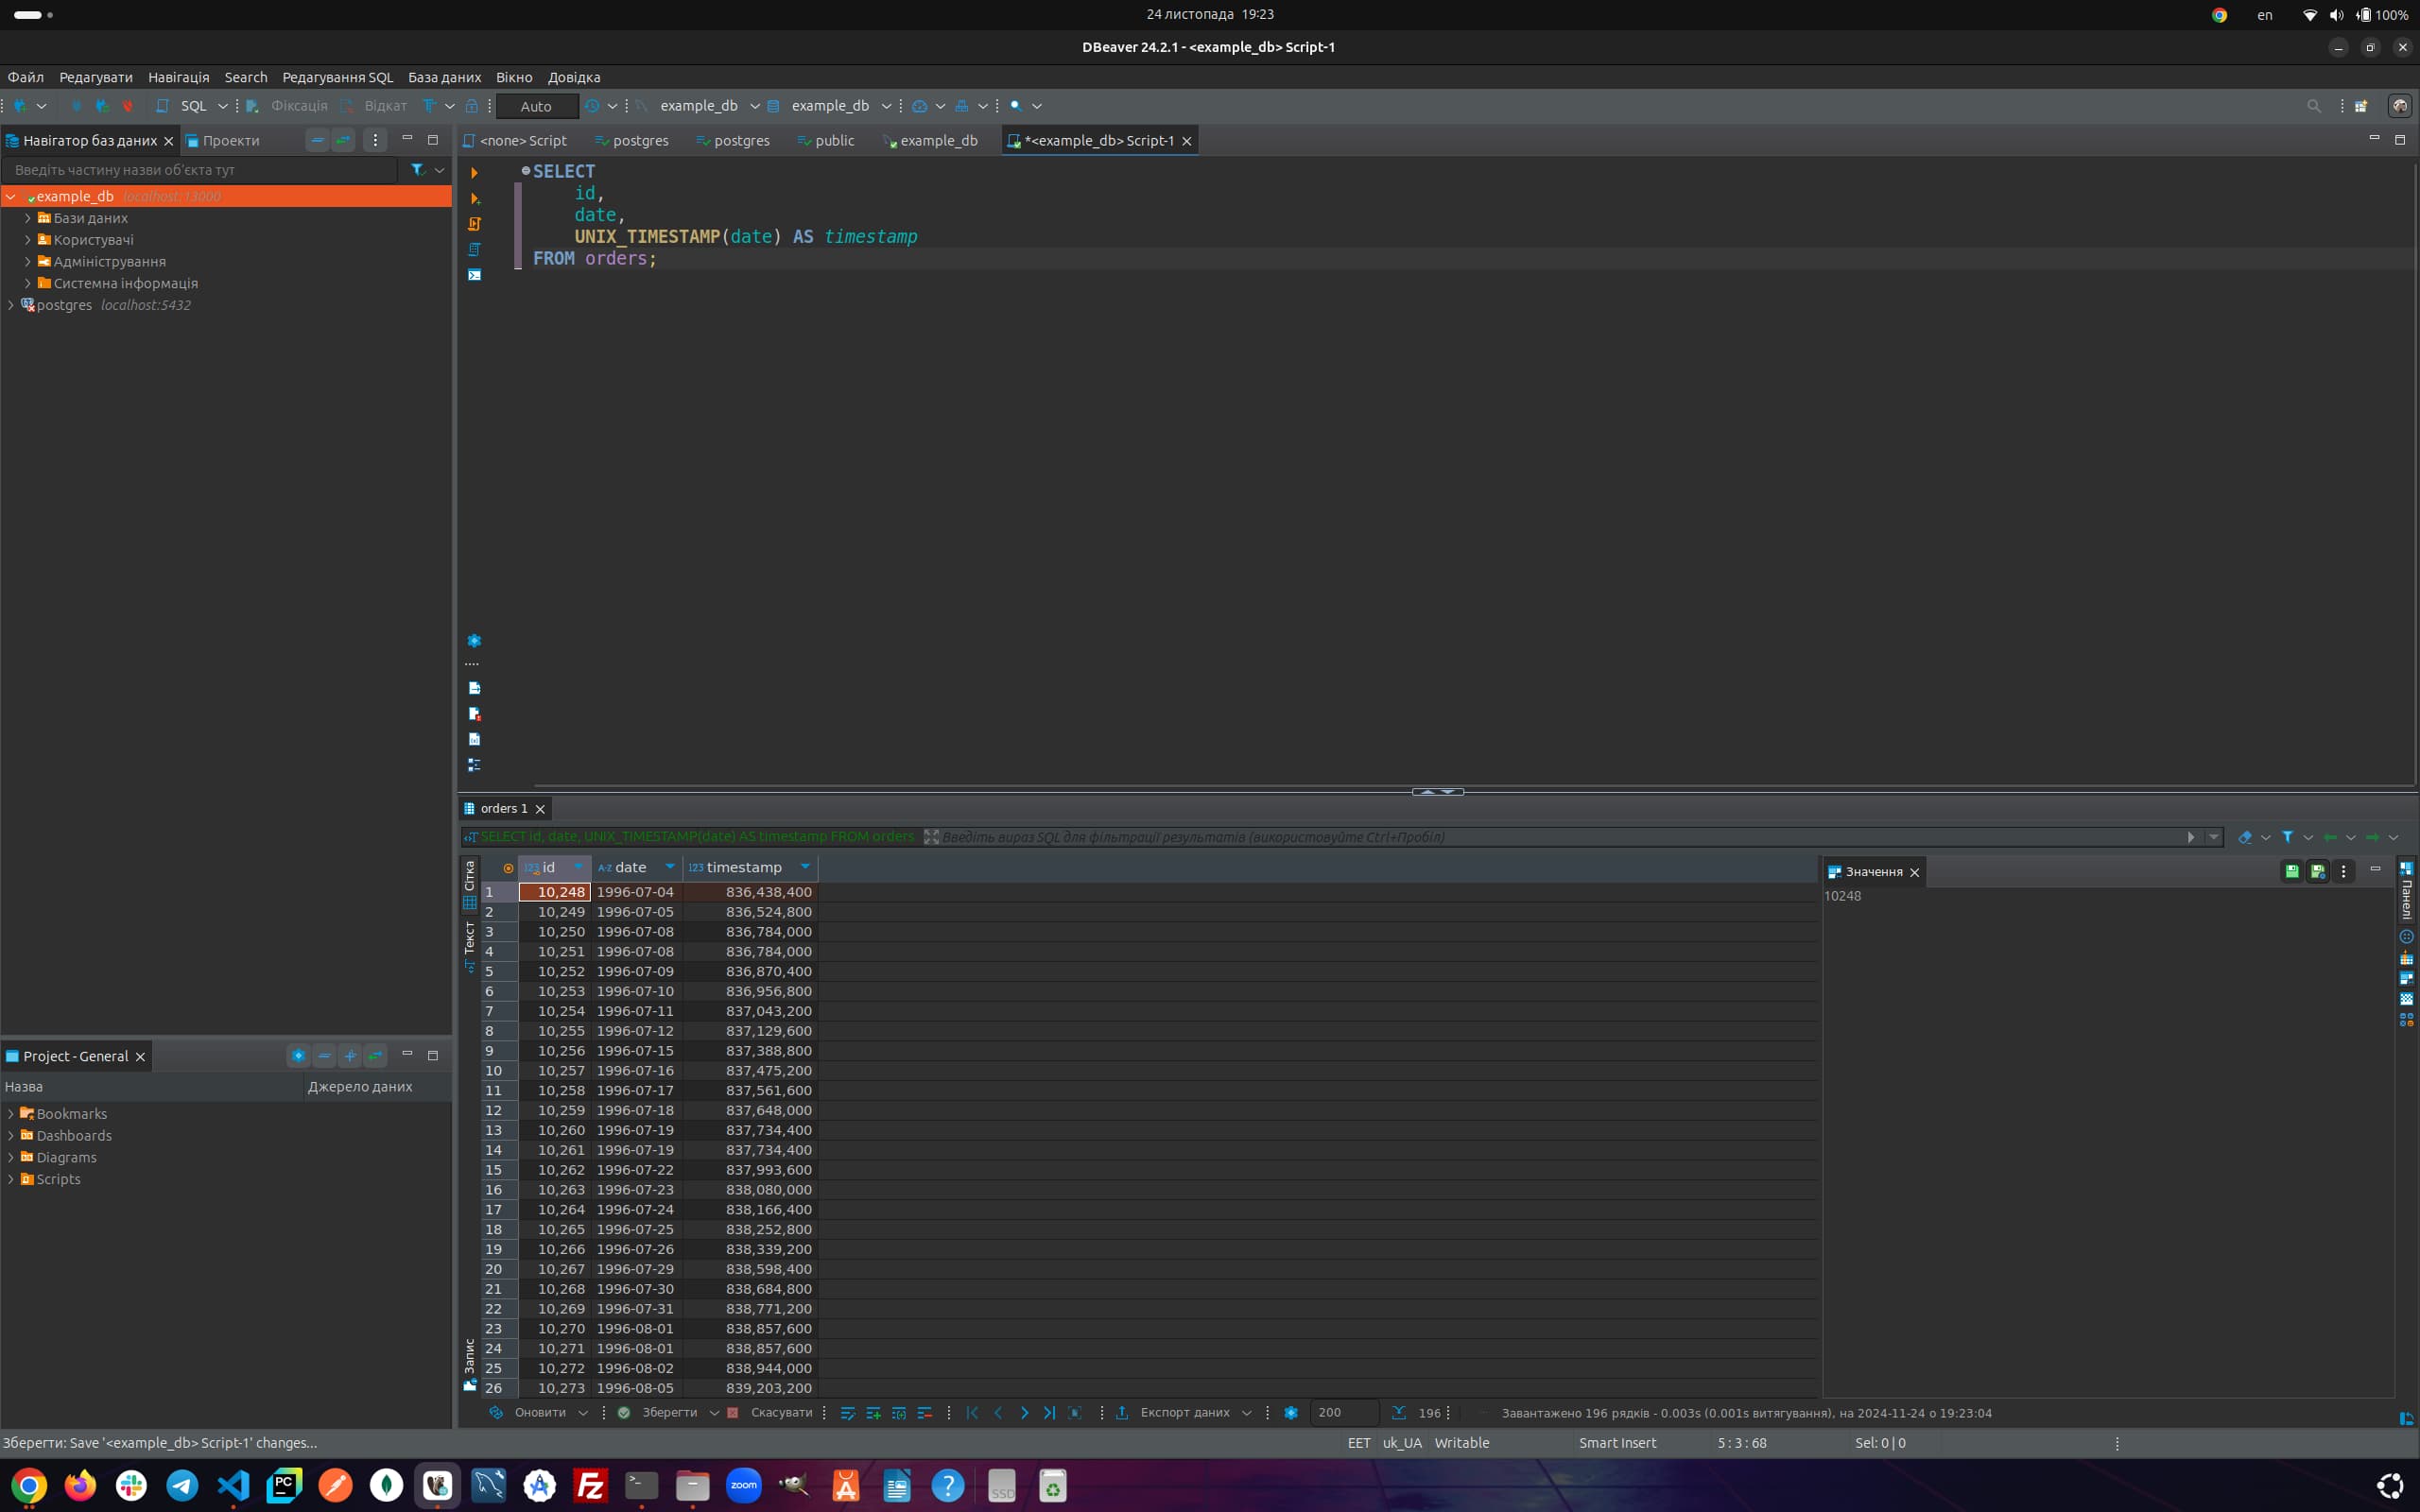 24 листопада 19:23
en
100%
DBeaver 24.2.1 - <example_db> Script-1
Файл Редагувати Навігація Search Редагування SQL База даних Вікно Довідка
SQL Фіксація Відкат Auto example_db example_db
Навігатор баз даних Проекти
<none> Script postgres postgres public example_db *<example_db> Script-1
Введіть частину назви об'єкта тут
example_db localhost:13000
Бази даних
Користувачі
Адміністрування
Системна інформація
postgres localhost:5432
SELECT
id,
date,
UNIX_TIMESTAMP(date) AS timestamp
FROM orders;
orders 1
SELECT id, date, UNIX_TIMESTAMP(date) AS timestamp FROM orders Введіть вираз SQL для фільтрації результатів (використовуйте Ctrl+Пробіл)
Сітка
Текст
Запис
123 id A-Z date 123 timestamp
1 10,248 1996-07-04 836,438,400
2 10,249 1996-07-05 836,524,800
3 10,250 1996-07-08 836,784,000
4 10,251 1996-07-08 836,784,000
5 10,252 1996-07-09 836,870,400
6 10,253 1996-07-10 836,956,800
7 10,254 1996-07-11 837,043,200
8 10,255 1996-07-12 837,129,600
9 10,256 1996-07-15 837,388,800
10 10,257 1996-07-16 837,475,200
11 10,258 1996-07-17 837,561,600
12 10,259 1996-07-18 837,648,000
13 10,260 1996-07-19 837,734,400
14 10,261 1996-07-19 837,734,400
15 10,262 1996-07-22 837,993,600
16 10,263 1996-07-23 838,080,000
17 10,264 1996-07-24 838,166,400
18 10,265 1996-07-25 838,252,800
19 10,266 1996-07-26 838,339,200
20 10,267 1996-07-29 838,598,400
21 10,268 1996-07-30 838,684,800
22 10,269 1996-07-31 838,771,200
23 10,270 1996-08-01 838,857,600
24 10,271 1996-08-01 838,857,600
25 10,272 1996-08-02 838,944,000
26 10,273 1996-08-05 839,203,200
Значення
10248
Панелі
Project - General
Назва Джерело даних
Bookmarks
Dashboards
Diagrams
Scripts
Оновити Зберегти Скасувати Експорт даних 200 196 Завантажено 196 рядків - 0.003s (0.001s витягування), на 2024-11-24 о 19:23:04
Зберегти: Save '<example_db> Script-1' changes... EET uk_UA Writable Smart Insert 5 : 3 : 68 Sel: 0 | 0
PC
Fz
zoom
?
SSD